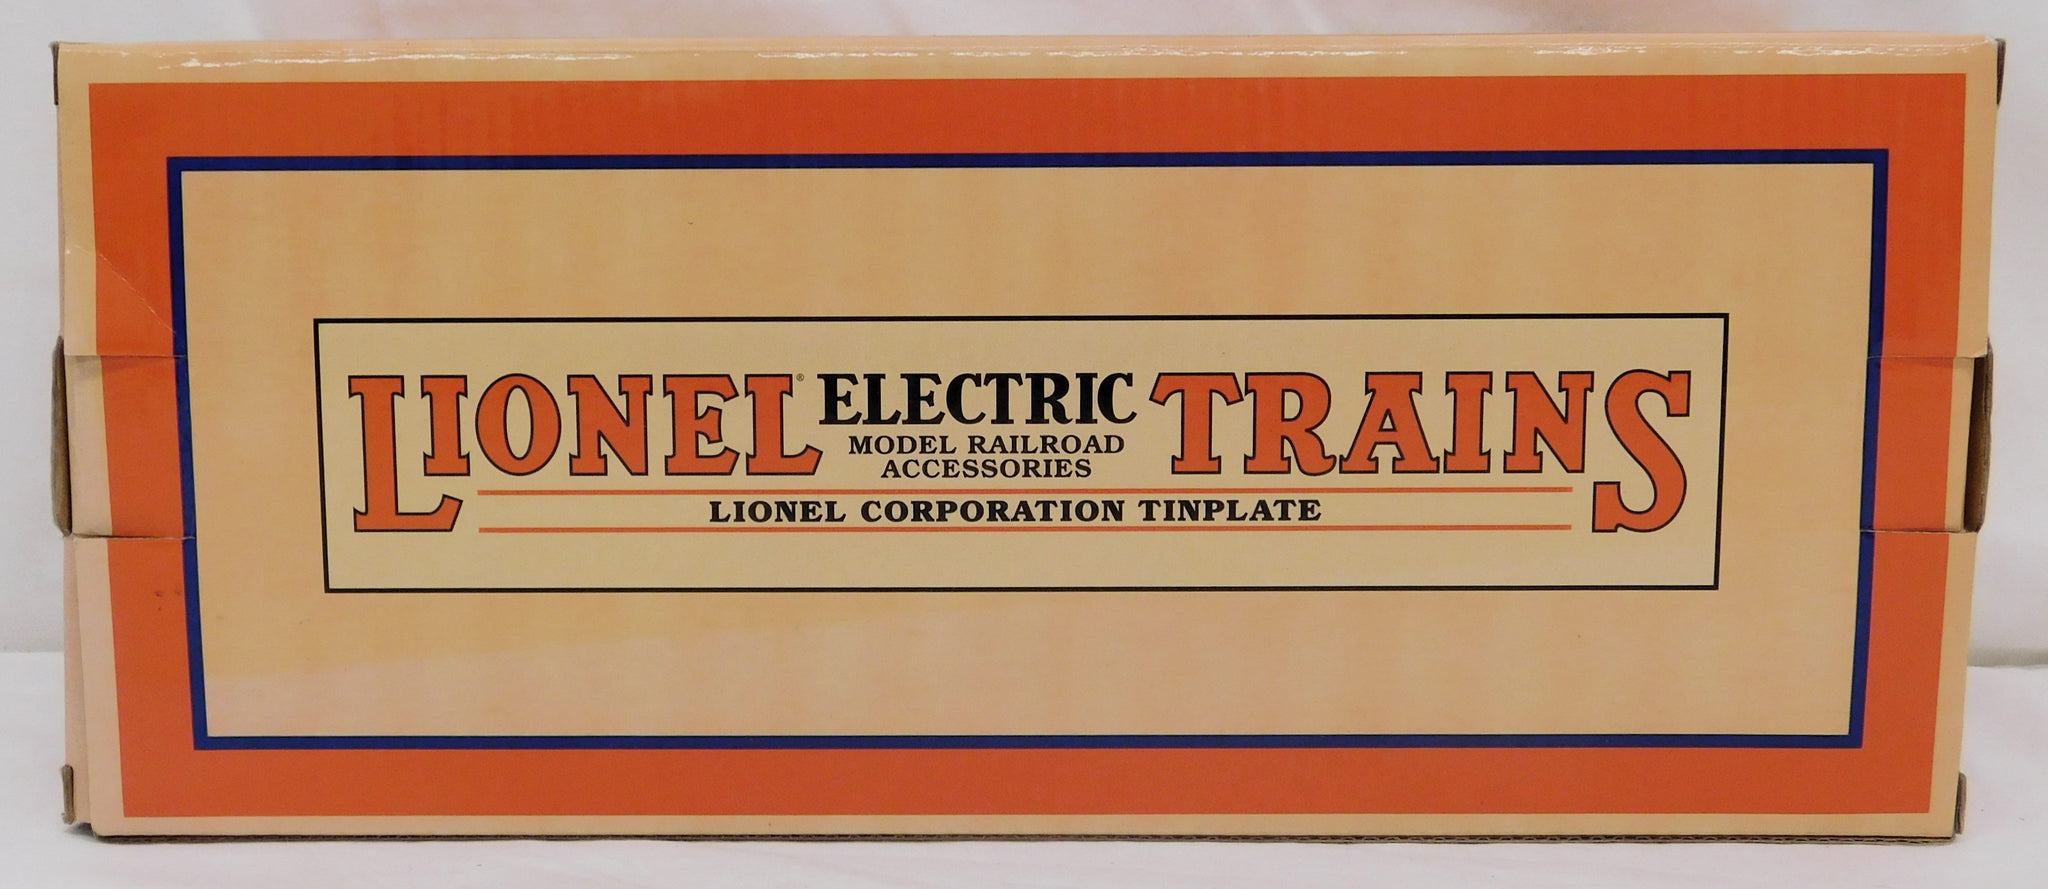 LIONEL® ELECTRIC TRAINS
MODEL RAILROAD
ACCESSORIES
LIONEL CORPORATION TINPLATE